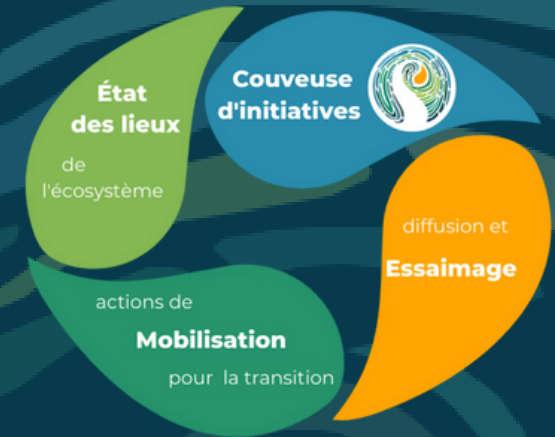 État
des lieux
de
l'écosystème
Couveuse
d'initiatives
diffusion et
Essaimage
actions de
Mobilisation
pour la transition